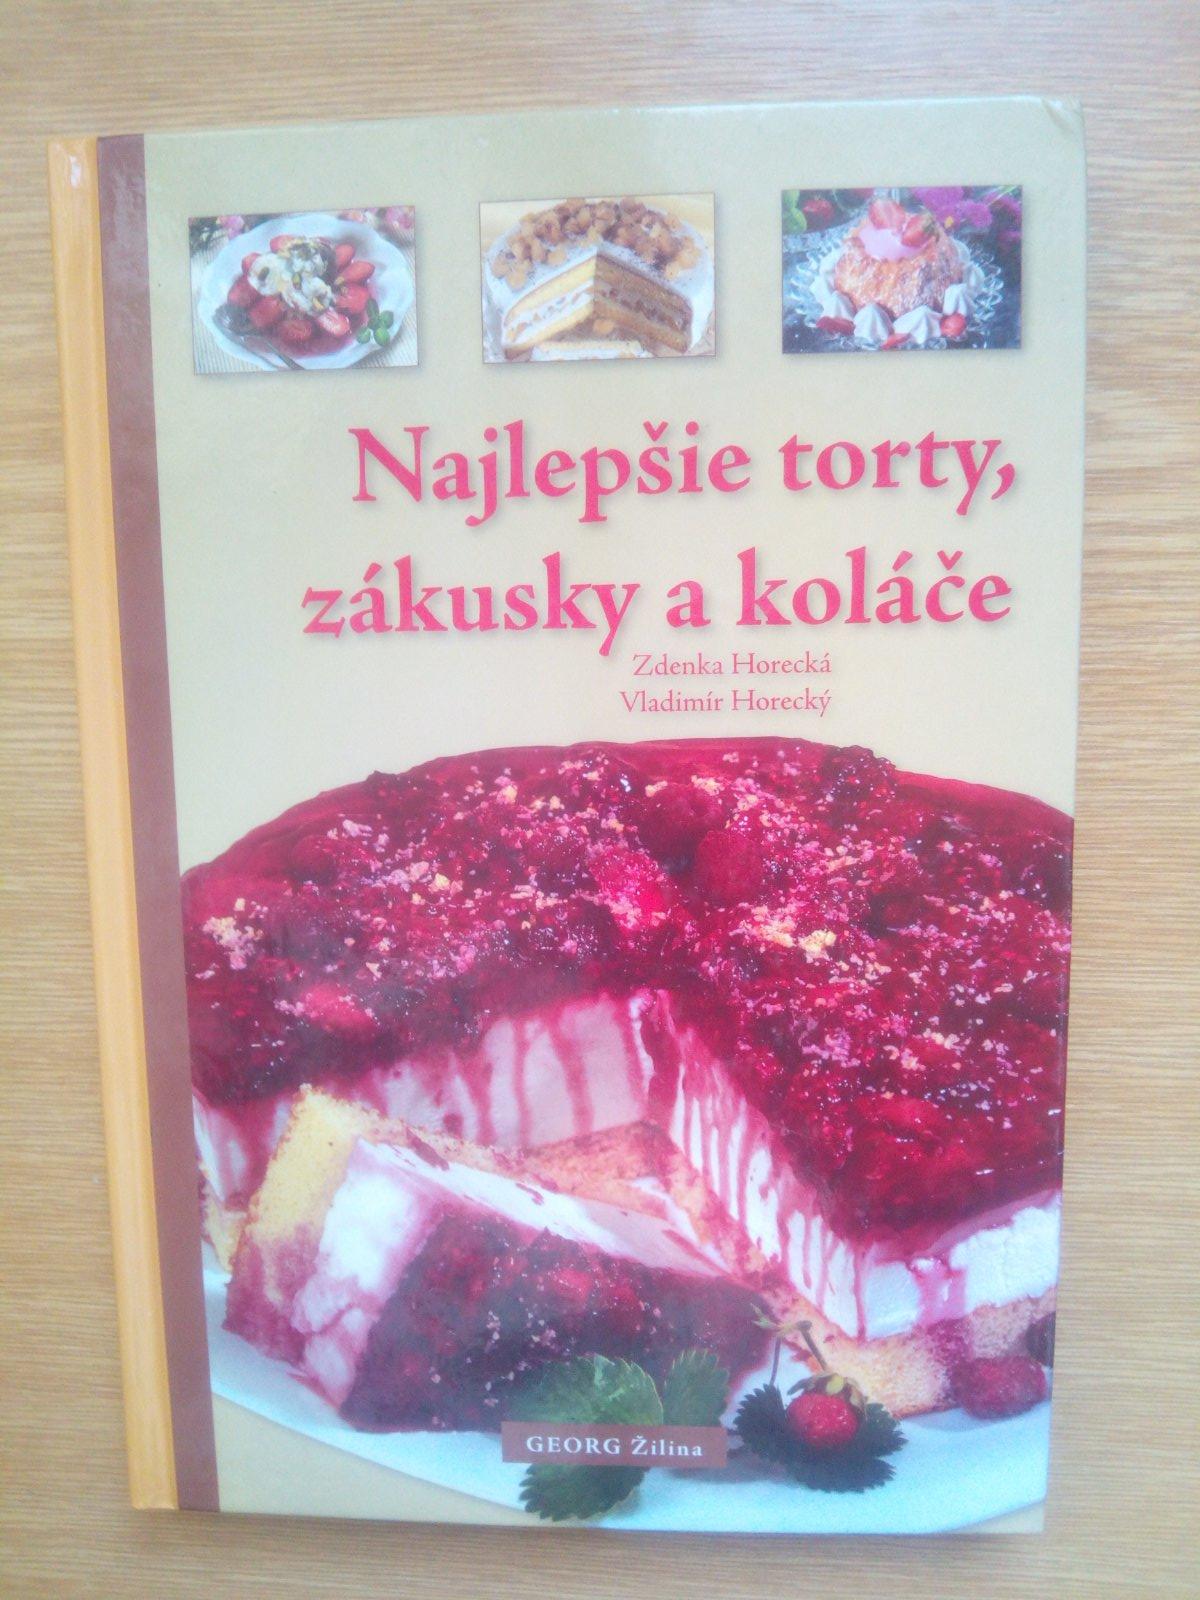 Najlepšie torty,
zákusky a koláče
Zdenka Horecká
Vladimír Horecký
GEORG Žilina